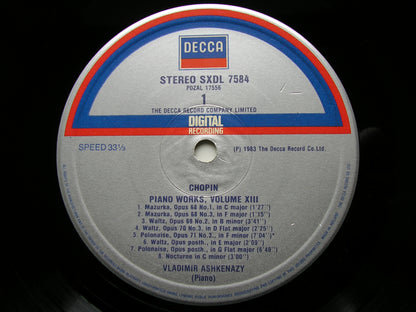 DECCA
STEREO SXDL 7584
PDZAL 17556
1
THE DECCA RECORD COMPANY LIMITED
DIGITAL
RECORDING
SPEED 33⅓
(P) 1983 The Decca Record Co.Ltd.
CHOPIN
PIANO WORKS, VOLUME XIII
1. Mazurka, Opus 68 No.1, in C major (1'27")
2. Mazurka, Opus 68 No.3, in F major (1'15")
3. Waltz, Opus 69 No.2, in B minor (3'41")
4. Waltz, Opus 70 No.3, in D Flat major (2'25")
5. Polonaise, Opus 71 No.3, in F minor (7'04")*
6. Waltz, Opus posth., in E major (2'05")
7. Polonaise, Opus posth., in G Flat major (6'48")
8. Nocturne in C minor (3'00")
VLADIMIR ASHKENAZY
(Piano)